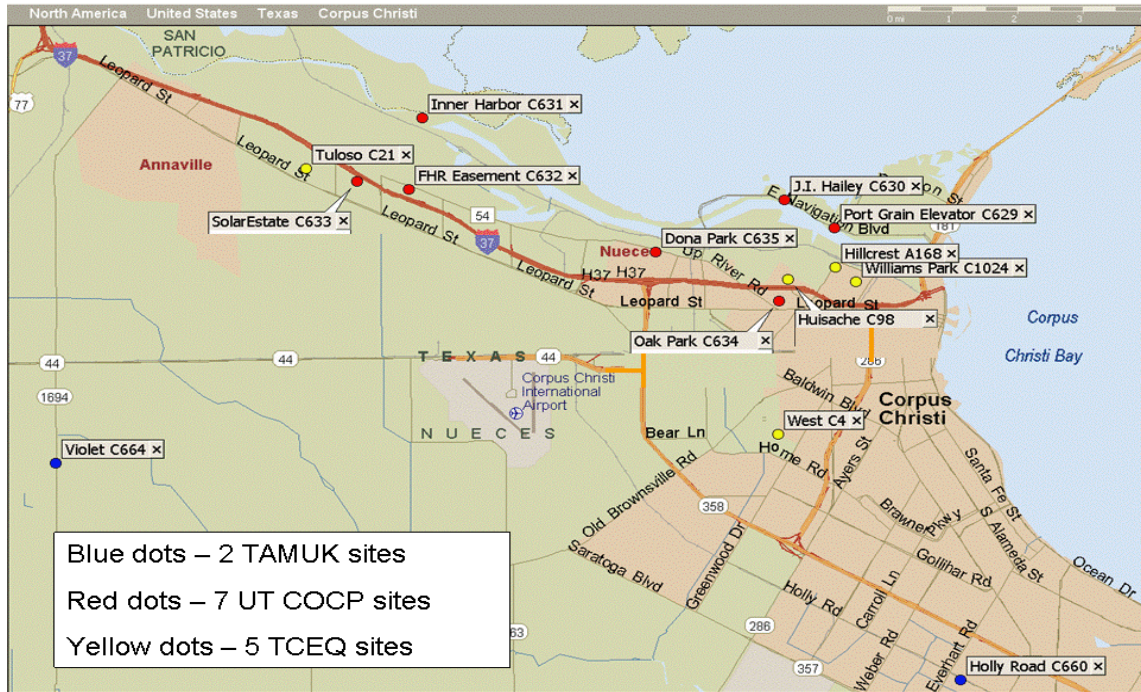 North America United States Texas Corpus Christi
0 mi 1 2 3
SAN
PATRICIO
37
77
Leopard St
Inner Harbor C631 ×
Annaville
Leopard St
Tuloso C21 ×
FHR Easement C632 ×
SolarEstate C633 ×
Leopard St
54
37
J.I. Hailey C630 ×
E Navigation
Blvd
Port Grain Elevator C629 ×
181
Nuece
Dona Park C635 ×
Up River Rd
Hillcrest A168 ×
Williams Park C1024 ×
H37 H37
Leopard St
Leopard St
Leopard St
Huisache C98 ×
Oak Park C634 ×
Corpus
Christi Bay
44
44
TEXAS
44
286
1694
Corpus Christi
International
Airport
Baldwin Blvd
Corpus
Christi
NUECES
Bear Ln
West C4 ×
Home Rd
Ayers St
Violet C664 ×
Old Brownsville Rd
358
Santa Fe St
S Alameda St
Brawner Pkwy
Gollihar Rd
Ocean Dr
Saratoga Blvd
Greenwood Dr
Holly Rd
Carroll Ln
Weber Rd
Everhart Rd
286
357
63
Holly Road C660 ×
Blue dots – 2 TAMUK sites
Red dots – 7 UT COCP sites
Yellow dots – 5 TCEQ sites